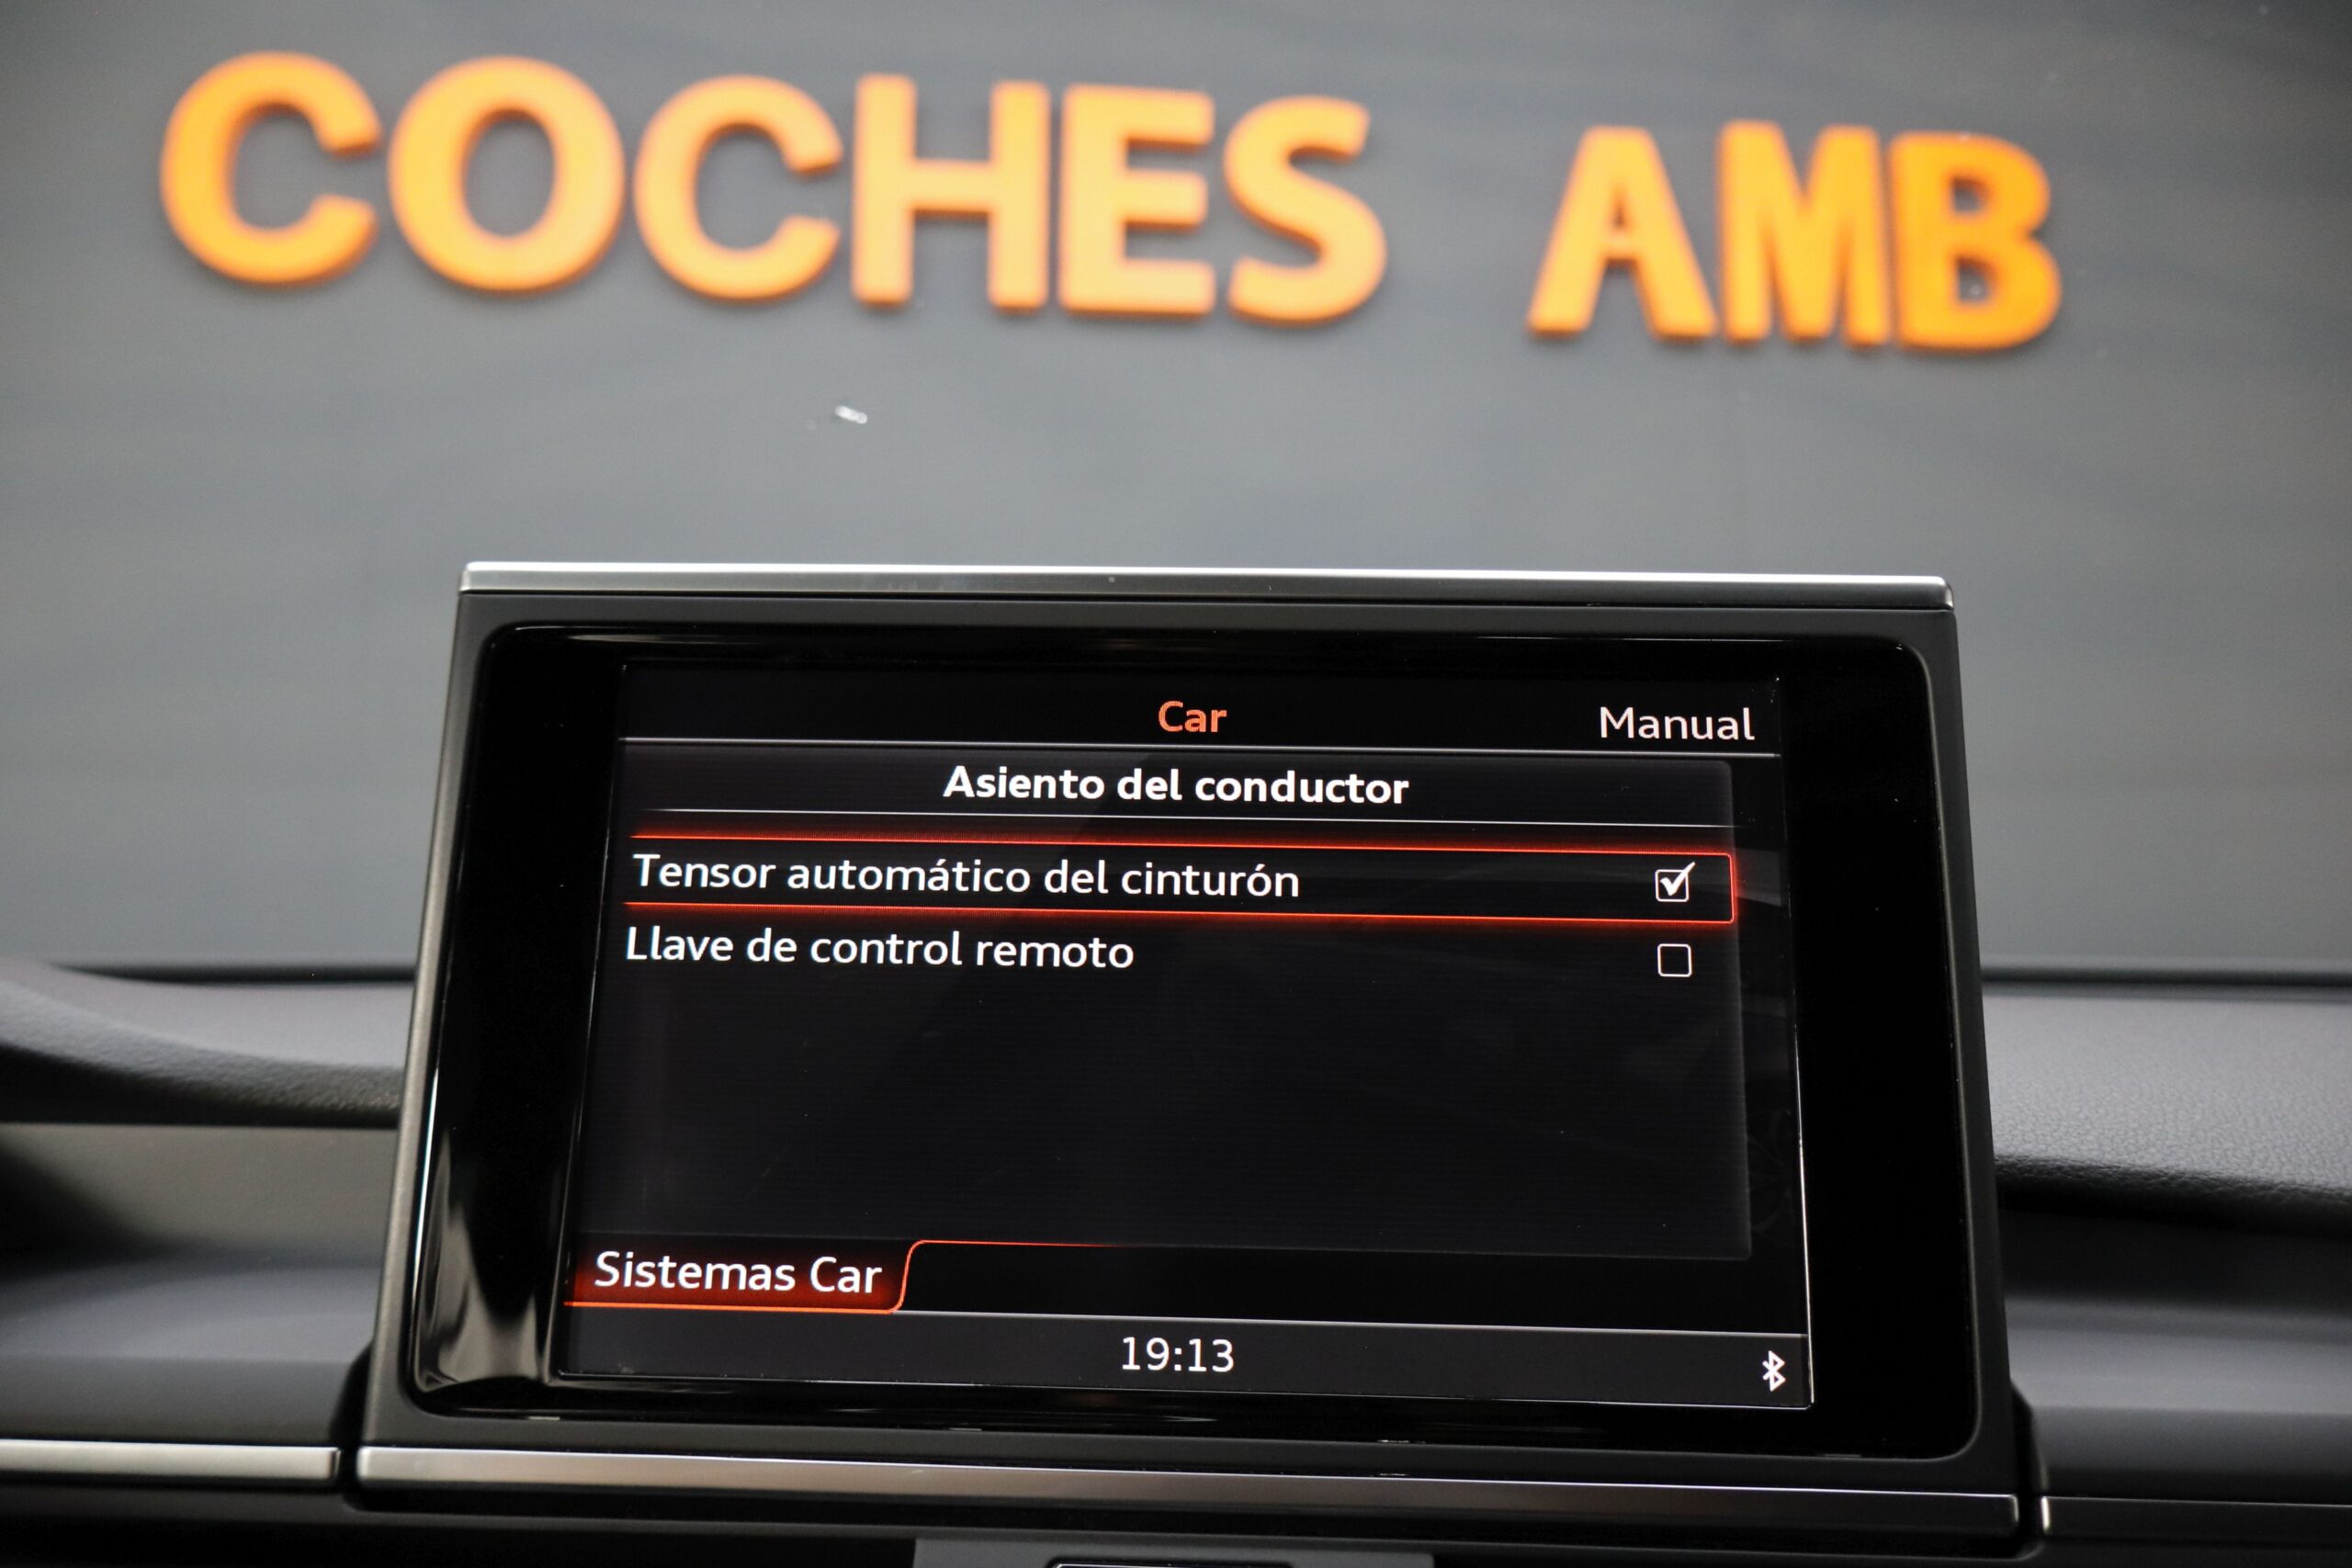 COCHES AMB
Car
Manual
Asiento del conductor
Tensor automático del cinturón
Llave de control remoto
Sistemas Car
19:13